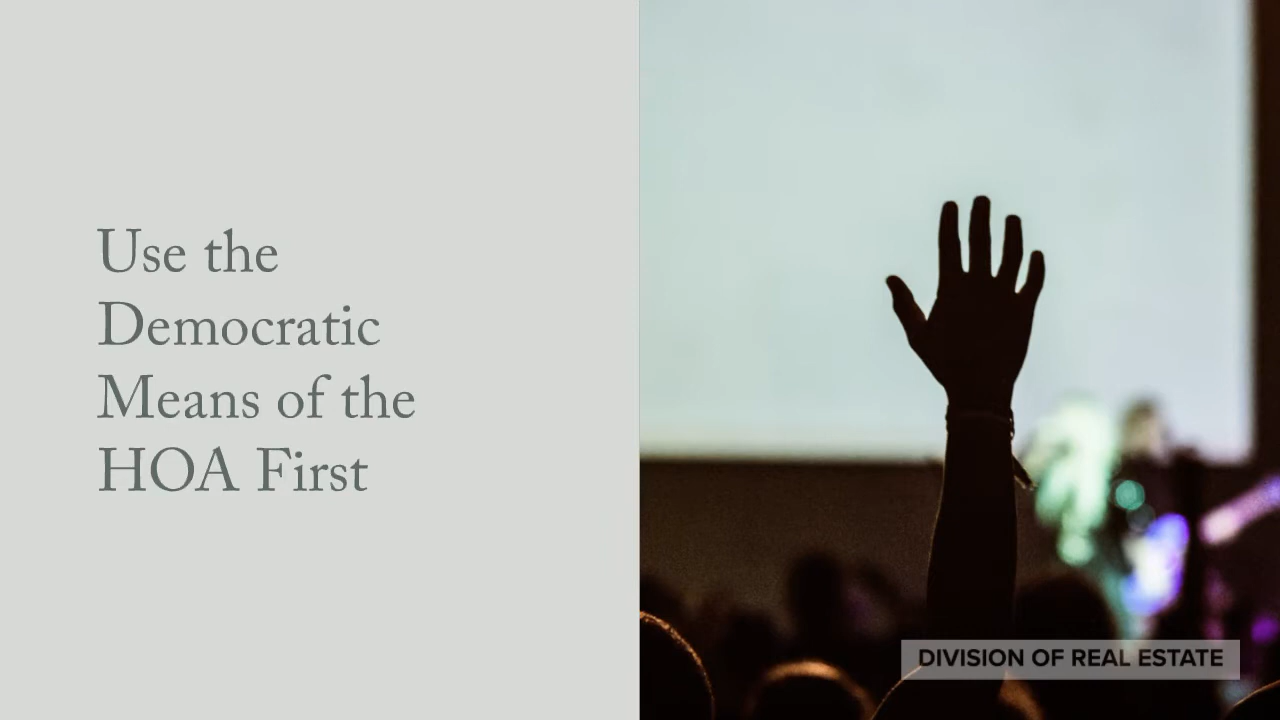 Use the
Democratic
Means of the
HOA First
DIVISION OF REAL ESTATE